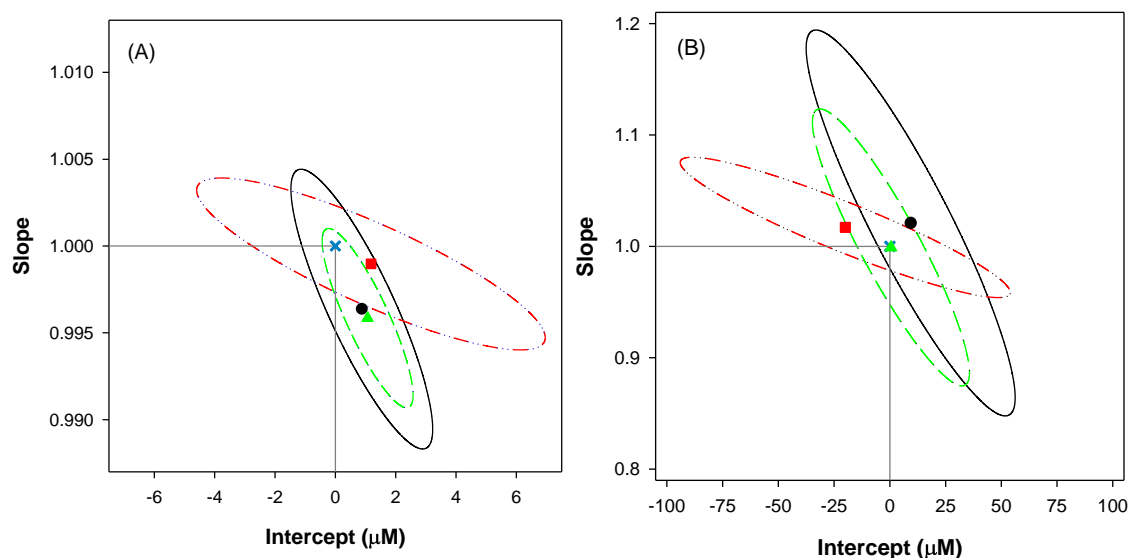 (A)
1.010
1.005
1.000
0.995
0.990
Slope
-6 -4 -2 0 2 4 6
Intercept (μM)
(B)
1.2
1.1
1.0
0.9
0.8
Slope
-100 -75 -50 -25 0 25 50 75 100
Intercept (μM)